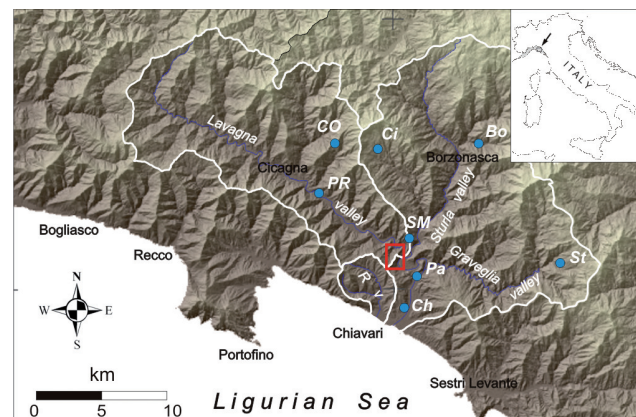 ITALY
Lavagna
CO
Ci
Bo
Cicagna
Borzonasca
PR
valley
Sturla valley
SM
Bogliasco
Recco
Graveglia
valley
St
Pa
R V
N
W E
S
Ch
Chiavari
Portofino
km
0 5 10
Sestri Levante
Ligurian Sea